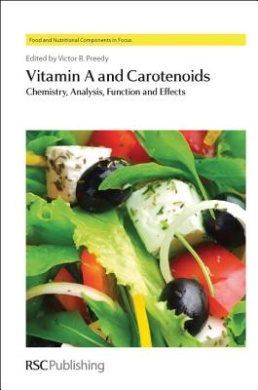 Food and Nutritional Components in Focus
Edited by Victor R. Preedy
Vitamin A and Carotenoids
Chemistry, Analysis, Function and Effects
RSCPublishing